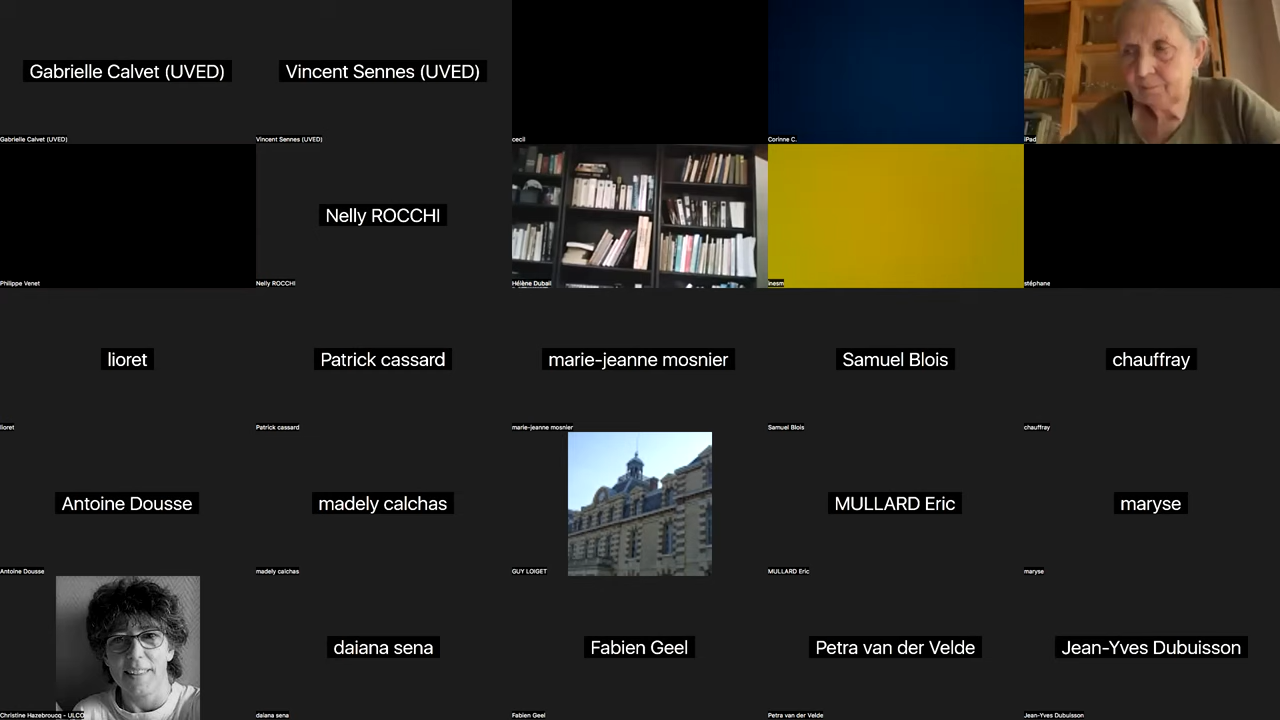 Gabrielle Calvet (UVED)
Vincent Sennes (UVED)
Gabrielle Calvet (UVED)
Vincent Sennes (UVED)
cecil
Corinne C.
iPad
Nelly ROCCHI
Philippe Venet
Nelly ROCCHI
Hélène Dubail
inesm
stéphane
lioret
Patrick cassard
marie-jeanne mosnier
Samuel Blois
chauffray
lioret
Patrick cassard
marie-jeanne mosnier
Samuel Blois
chauffray
Antoine Dousse
madely calchas
MULLARD Eric
maryse
Antoine Dousse
madely calchas
GUY LOIGET
MULLARD Eric
maryse
daiana sena
Fabien Geel
Petra van der Velde
Jean-Yves Dubuisson
Christine Hazebroucq - ULCO
daiana sena
Fabien Geel
Petra van der Velde
Jean-Yves Dubuisson